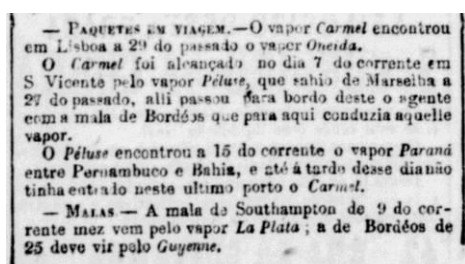 — PAQUETES EM VIAGEM.—O vapor Carmel encontrou
em Lisboa a 29 do passado o vapor Oneida.
O Carmel foi alcançado no dia 7 do corrente em
S Vicente pelo vapor Péluse, que sahio de Marselha a
27 do passado, alli passou para bordo deste o agente
com a mala de Bordéos que para aqui conduzia aquelle
vapor.
O Péluse encontrou a 15 do corrente o vapor Paraná
entre Pernambuco e Bahia, e até á tarde desse dia não
tinha entrado neste ultimo porto o Carmel.
— MALAS — A mala de Southampton de 9 do cor-
rente mez vem pelo vapor La Plata; a de Bordéos de
25 deve vir pelo Guyenne.